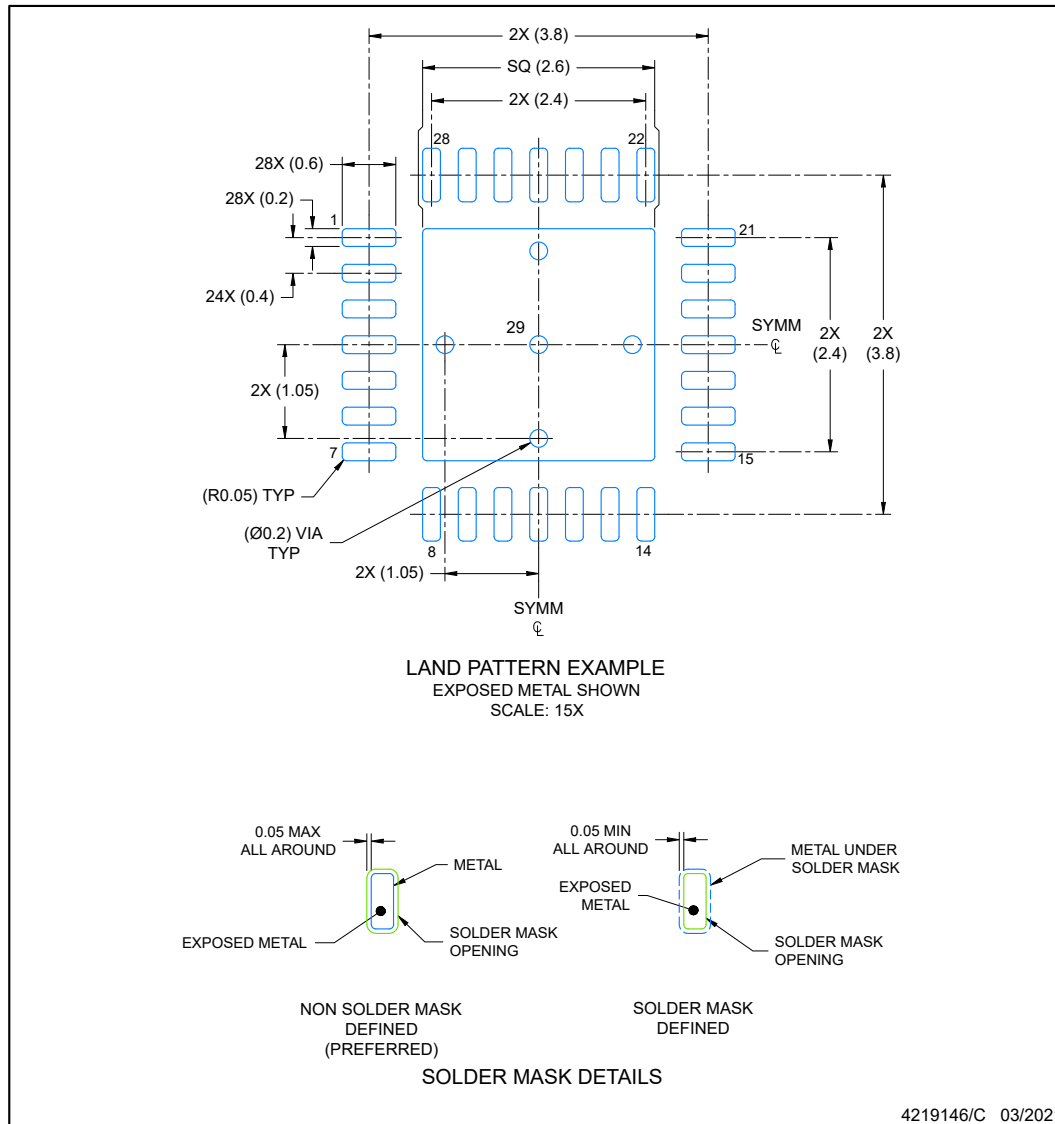 2X (3.8)
SQ (2.6)
2X (2.4)
28
22
28X (0.6)
28X (0.2)
1
21
24X (0.4)
29
SYMM
℄
2X
(2.4)
2X
(3.8)
2X (1.05)
7
15
(R0.05) TYP
(Ø0.2) VIA
TYP
8
14
2X (1.05)
SYMM
℄
LAND PATTERN EXAMPLE
EXPOSED METAL SHOWN
SCALE: 15X
0.05 MAX
ALL AROUND
METAL
EXPOSED METAL
SOLDER MASK
OPENING
NON SOLDER MASK
DEFINED
(PREFERRED)
0.05 MIN
ALL AROUND
METAL UNDER
SOLDER MASK
EXPOSED
METAL
SOLDER MASK
OPENING
SOLDER MASK
DEFINED
SOLDER MASK DETAILS
4219146/C 03/202